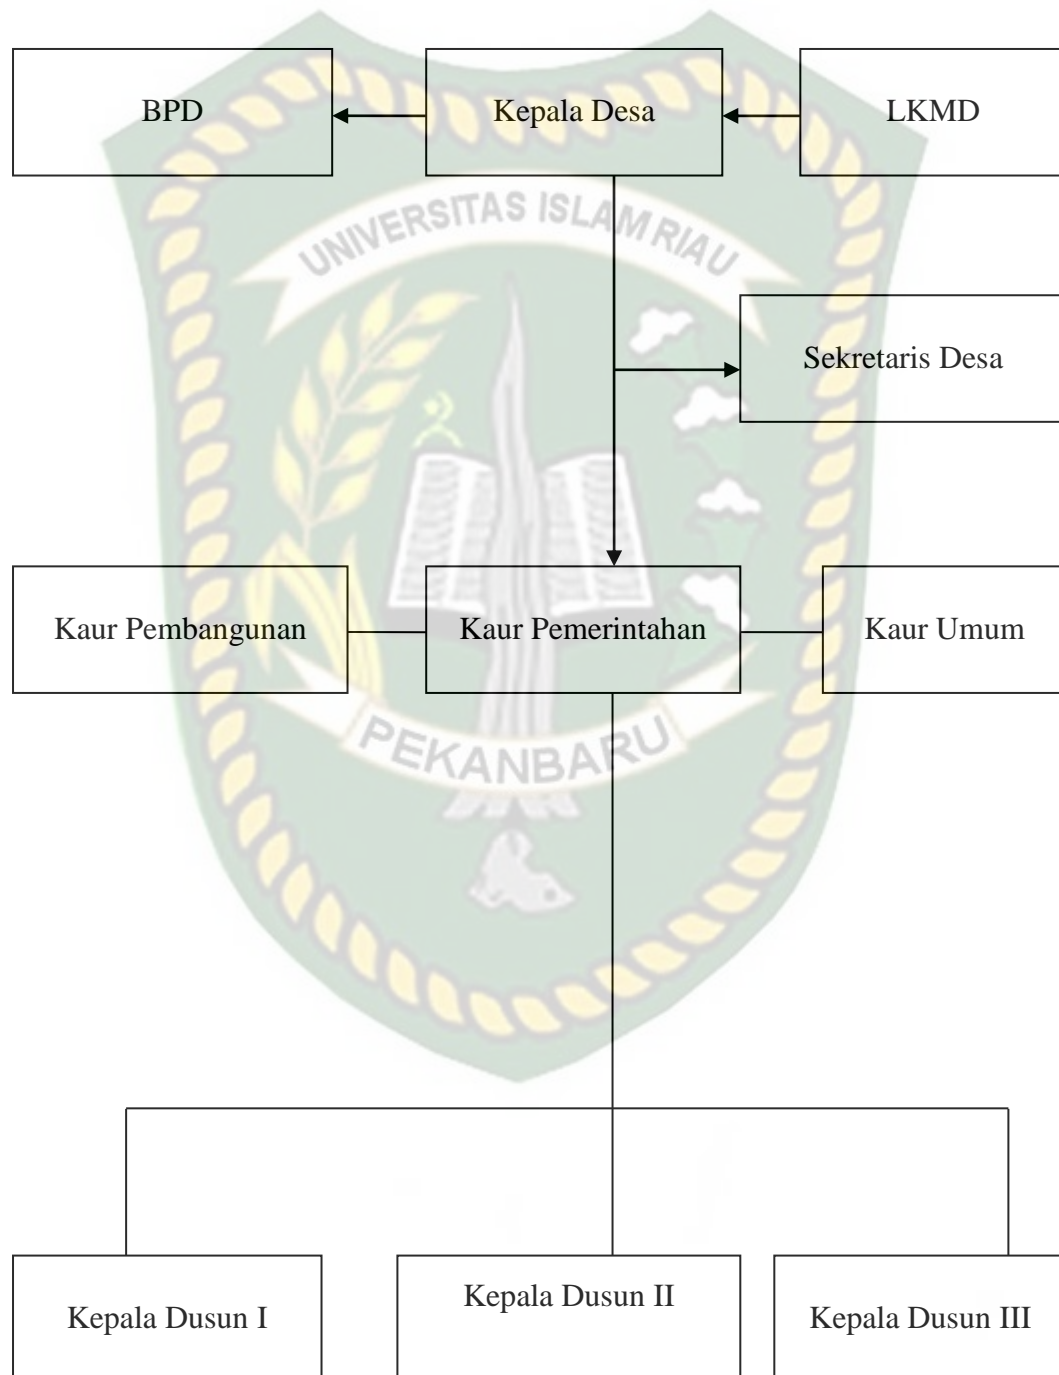 BPD
Kepala Desa
LKMD
UNIVERSITAS ISLAM RIAU
Sekretaris Desa
Kaur Pembangunan
Kaur Pemerintahan
Kaur Umum
PEKANBARU
Kepala Dusun I
Kepala Dusun II
Kepala Dusun III